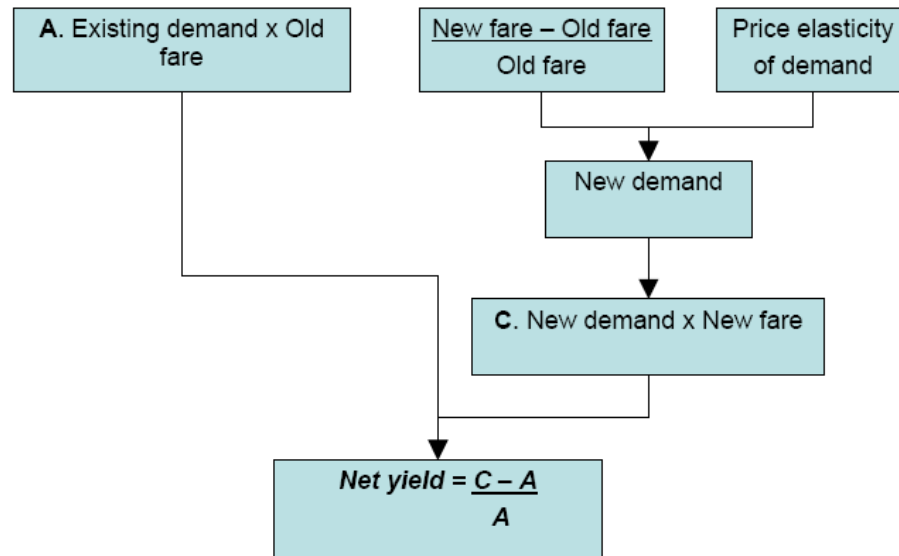 A. Existing demand x Old
fare
New fare – Old fare
Old fare
Price elasticity
of demand
New demand
C. New demand x New fare
Net yield = C – A
A